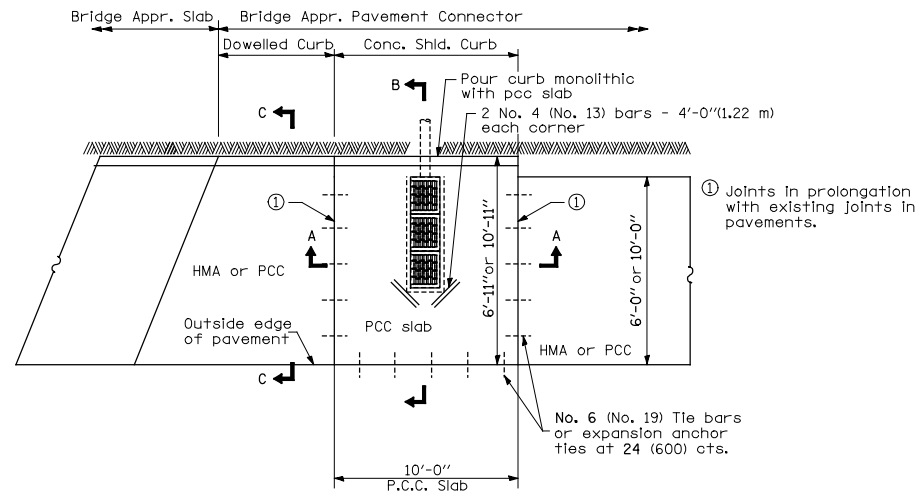 Bridge Appr. Slab
Bridge Appr. Pavement Connector
Dowelled Curb
Conc. Shld. Curb
B
Pour curb monolithic
with pcc slab
C
2 No. 4 (No. 13) bars - 4'-0"(1.22 m)
each corner
① Joints in prolongation
with existing joints in
pavements.
①
①
A
A
HMA or PCC
6'-11" or 10'-11"
6'-0" or 10'-0"
Outside edge
of pavement
PCC slab
HMA or PCC
C
No. 6 (No. 19) Tie bars
or expansion anchor
ties at 24 (600) cts.
10'-0"
P.C.C. Slab